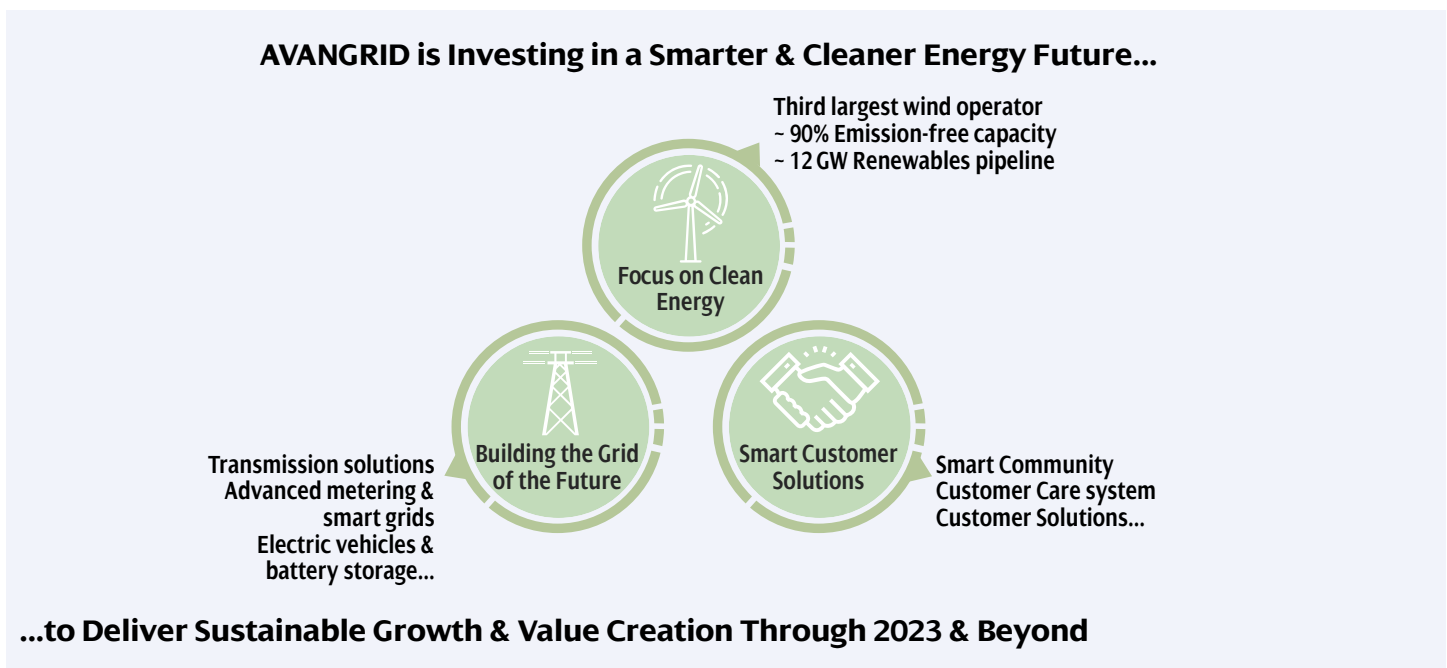 AVANGRID is Investing in a Smarter & Cleaner Energy Future...
Third largest wind operator
~ 90% Emission-free capacity
~ 12 GW Renewables pipeline
Focus on Clean
Energy
Building the Grid
of the Future
Transmission solutions
Advanced metering &
smart grids
Electric vehicles &
battery storage...
Smart Customer
Solutions
Smart Community
Customer Care system
Customer Solutions...
...to Deliver Sustainable Growth & Value Creation Through 2023 & Beyond